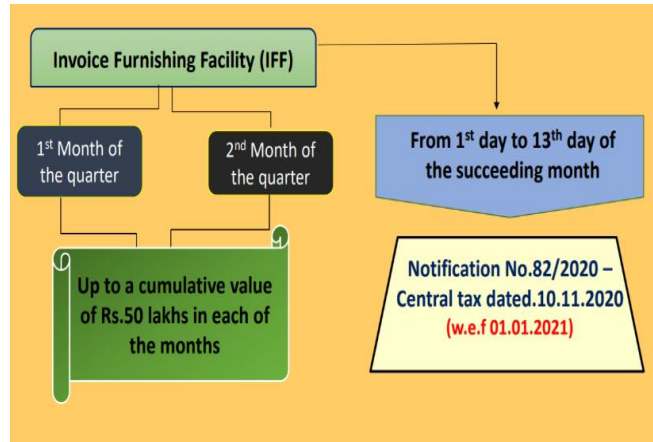 Invoice Furnishing Facility (IFF)
1st Month of
the quarter
2nd Month of
the quarter
Up to a cumulative value
of Rs.50 lakhs in each of
the months
From 1st day to 13th day of
the succeeding month
Notification No.82/2020 –
Central tax dated.10.11.2020
(w.e.f 01.01.2021)